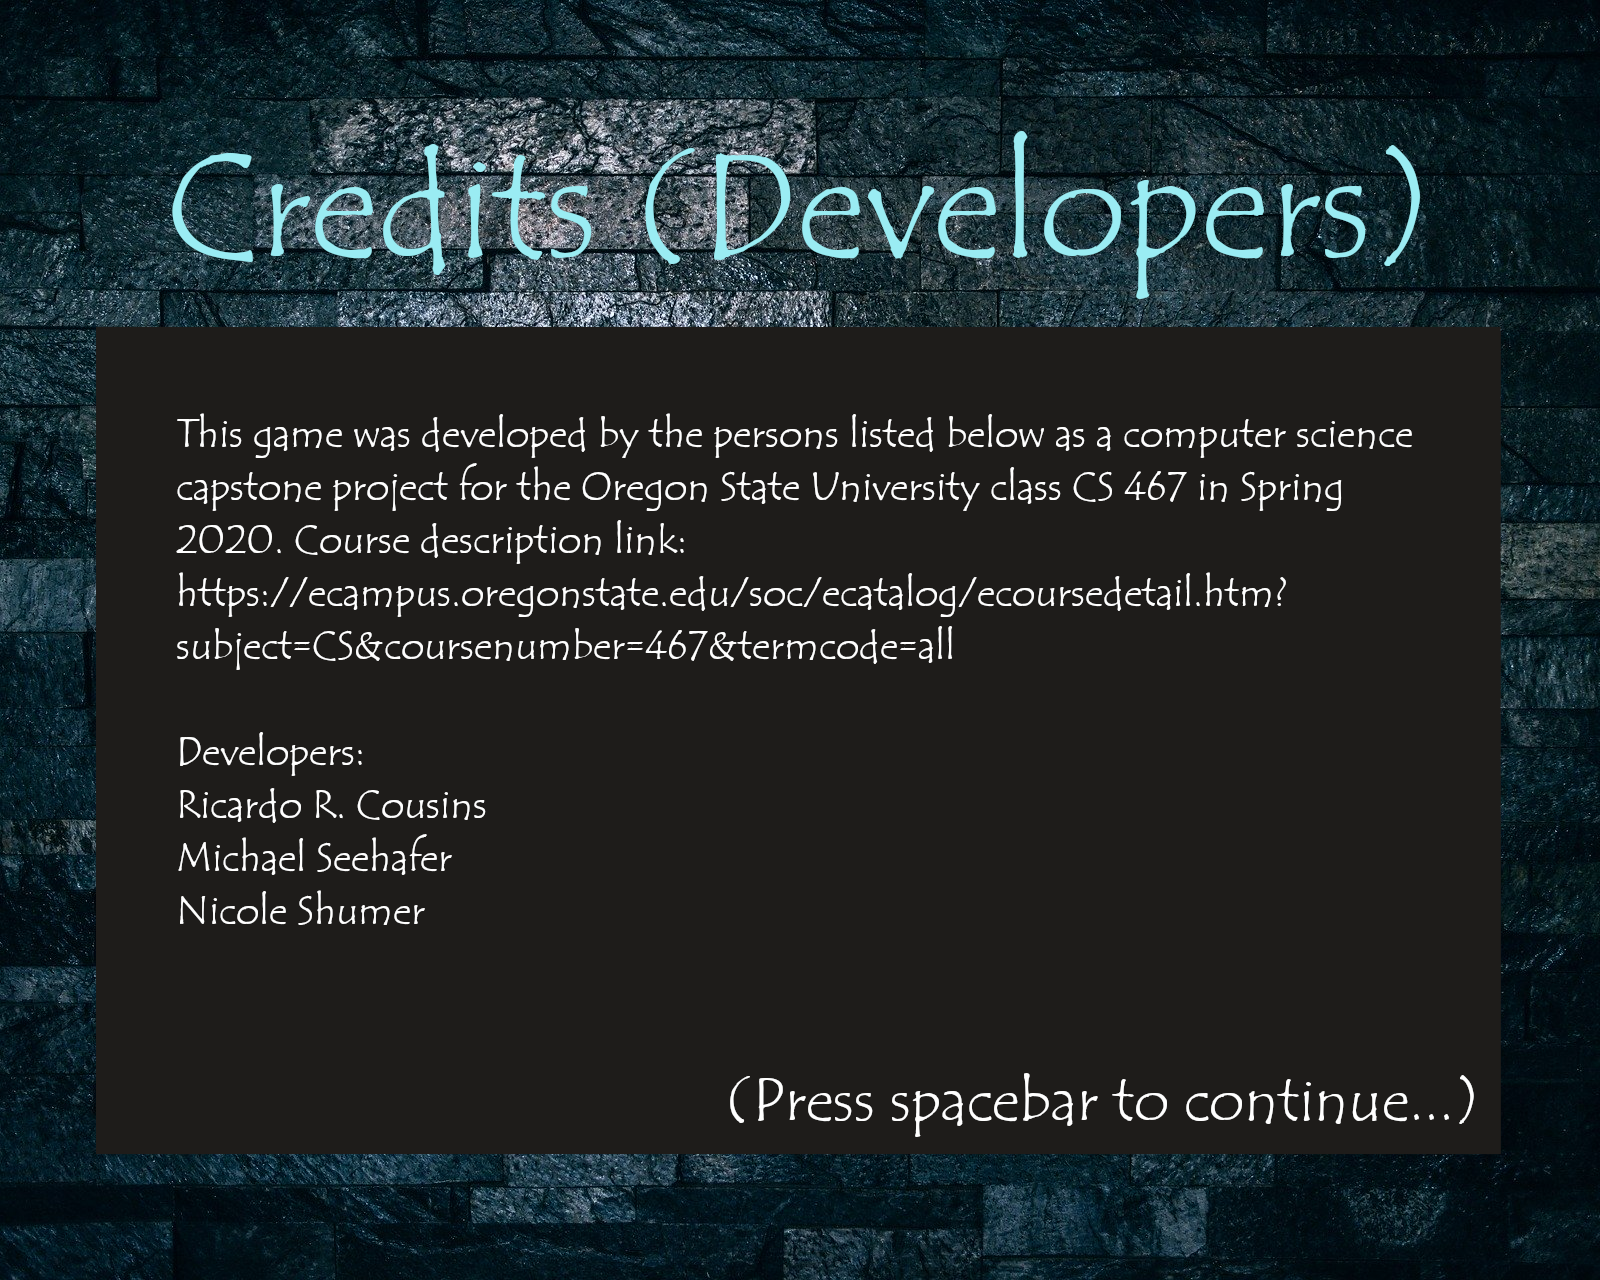 Credits (Developers)
This game was developed by the persons listed below as a computer science
capstone project for the Oregon State University class CS 467 in Spring
2020. Course description link:
https://ecampus.oregonstate.edu/soc/ecatalog/ecoursedetail.htm?
subject=CS&coursenumber=467&termcode=all
Developers:
Ricardo R. Cousins
Michael Seehafer
Nicole Shumer
(Press spacebar to continue...)